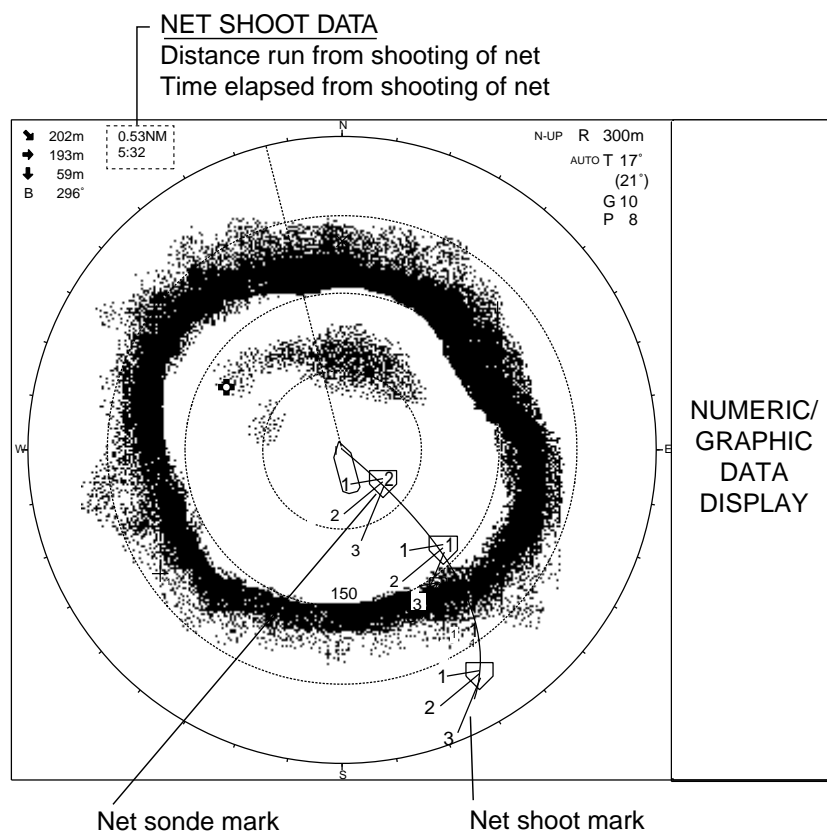 NET SHOOT DATA
Distance run from shooting of net
Time elapsed from shooting of net
202m
193m
59m
B 296°
0.53NM
5:32
N
N-UP R 300m
AUTO T 17°
(21°)
G 10
P 8
W
E
S
1
2
2
3
1
1
2
3
150
1
1
1
2
3
NUMERIC/
GRAPHIC
DATA
DISPLAY
Net sonde mark
Net shoot mark